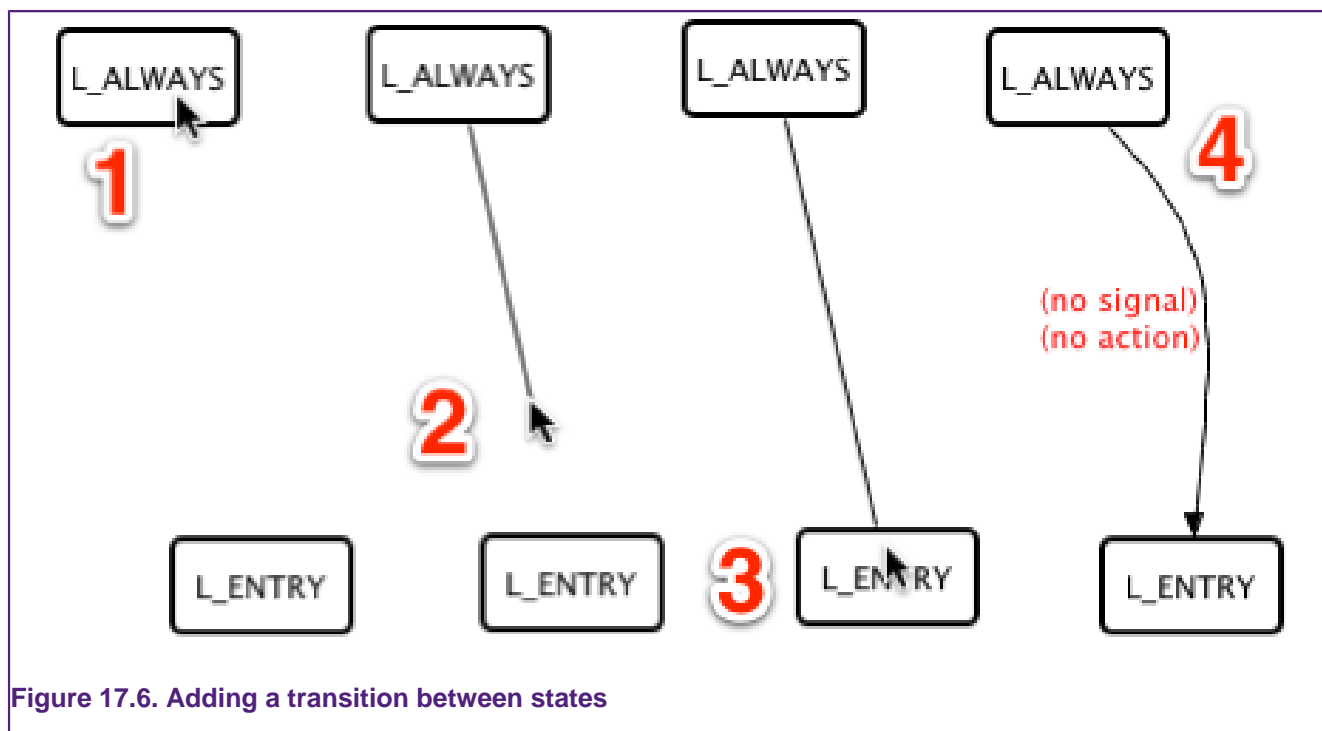 L_ALWAYS
L_ALWAYS
L_ALWAYS
L_ALWAYS
1
4
(no signal)
(no action)
2
3
L_ENTRY
L_ENTRY
L_ENTRY
L_ENTRY
Figure 17.6. Adding a transition between states